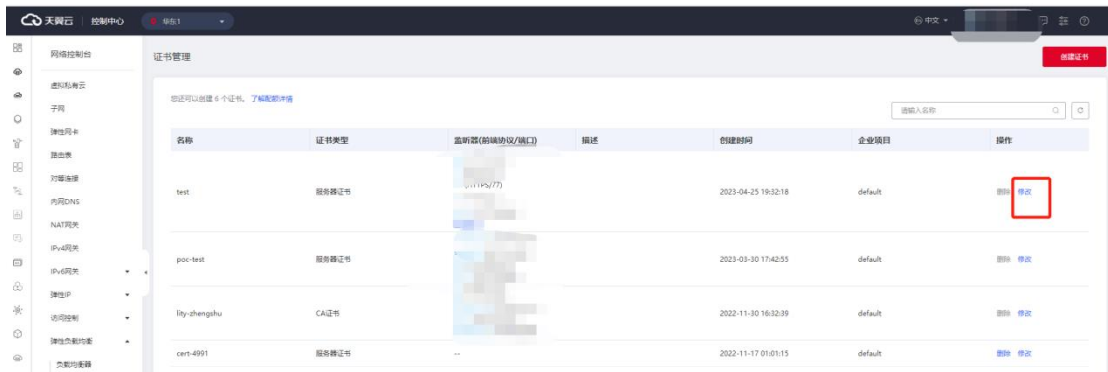 天翼云 控制中心 华东1 中文
网络控制台
虚拟私有云
子网
弹性网卡
路由表
对等连接
内网DNS
NAT网关
IPv4网关
IPv6网关
弹性IP
访问控制
弹性负载均衡
负载均衡器
证书管理 创建证书
您还可以创建 6 个证书。 了解配额详情
请输入名称
名称 证书类型 监听器(前端协议/端口) 描述 创建时间 企业项目 操作
test 服务器证书 2023-04-25 19:32:18 default 删除 修改
poc-test 服务器证书 2023-03-30 17:42:55 default 删除 修改
lity-zhengshu CA证书 2022-11-30 16:32:39 default 删除 修改
cert-4991 服务器证书 -- 2022-11-17 01:01:15 default 删除 修改